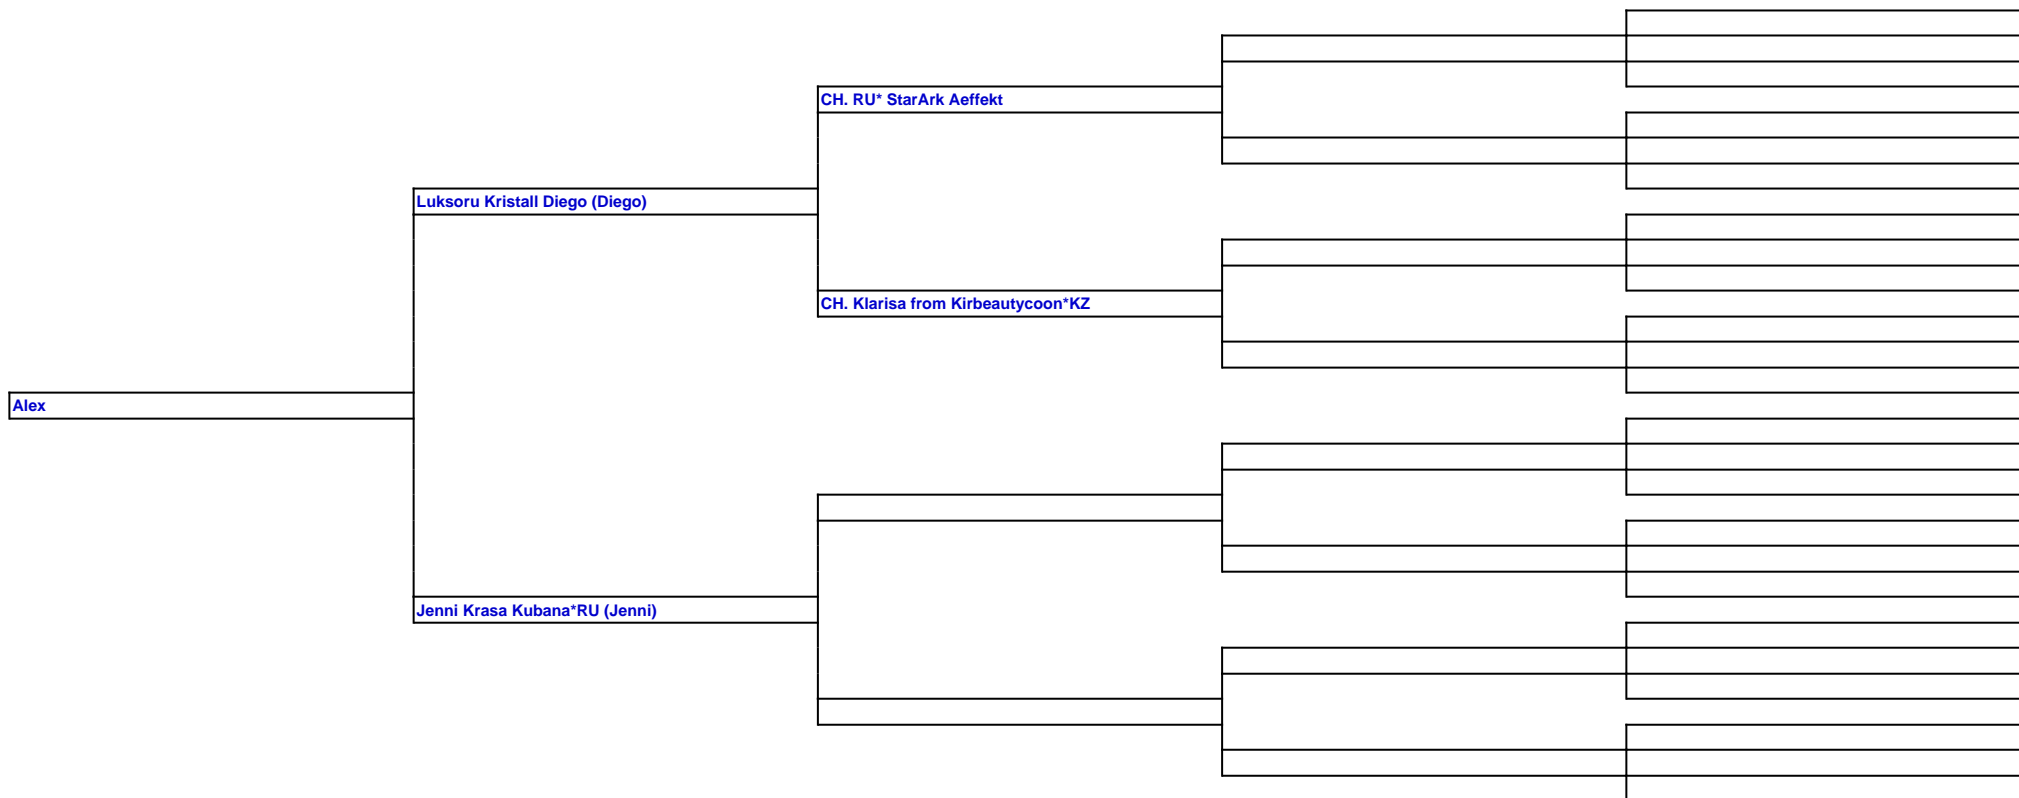 CH. RU* StarArk Aeffekt
Luksoru Kristall Diego (Diego)
CH. Klarisa from Kirbeautycoon*KZ
Alex
Jenni Krasa Kubana*RU (Jenni)